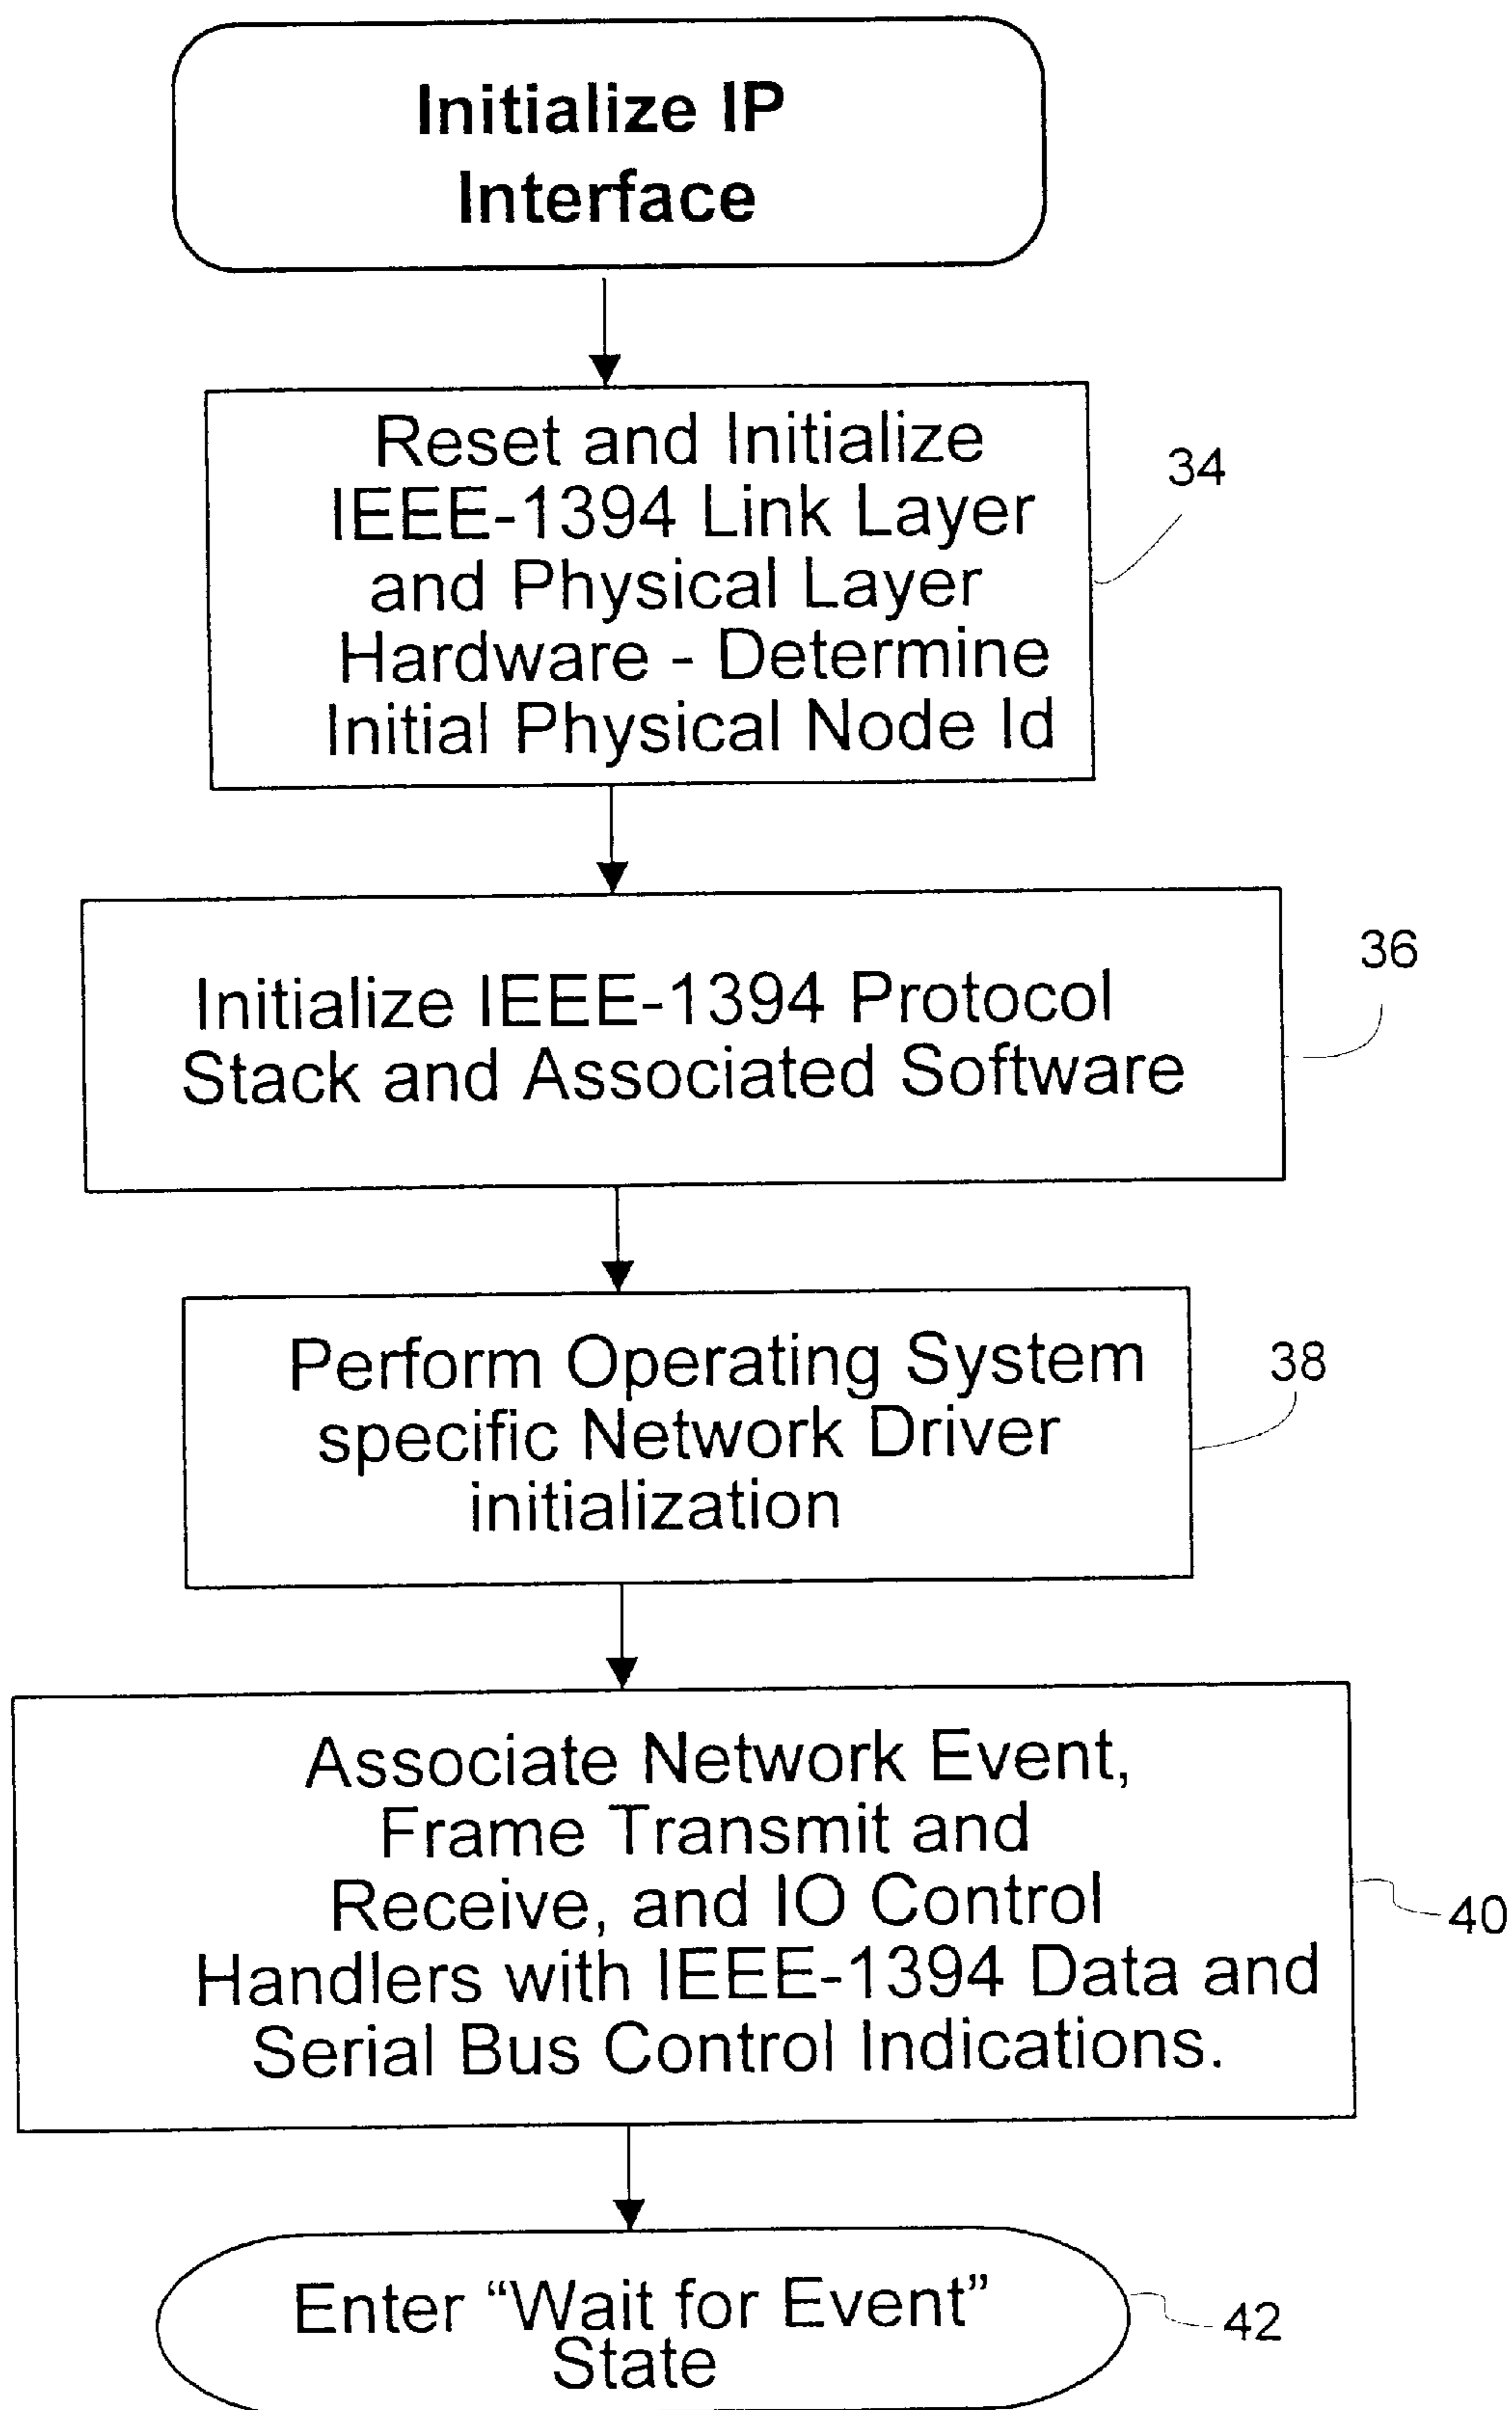 Initialize IP
Interface
Reset and Initialize
IEEE-1394 Link Layer
and Physical Layer
Hardware - Determine
Initial Physical Node Id
34
Initialize IEEE-1394 Protocol
Stack and Associated Software
36
Perform Operating System
specific Network Driver
initialization
38
Associate Network Event,
Frame Transmit and
Receive, and IO Control
Handlers with IEEE-1394 Data and
Serial Bus Control Indications.
40
Enter “Wait for Event”
State
42